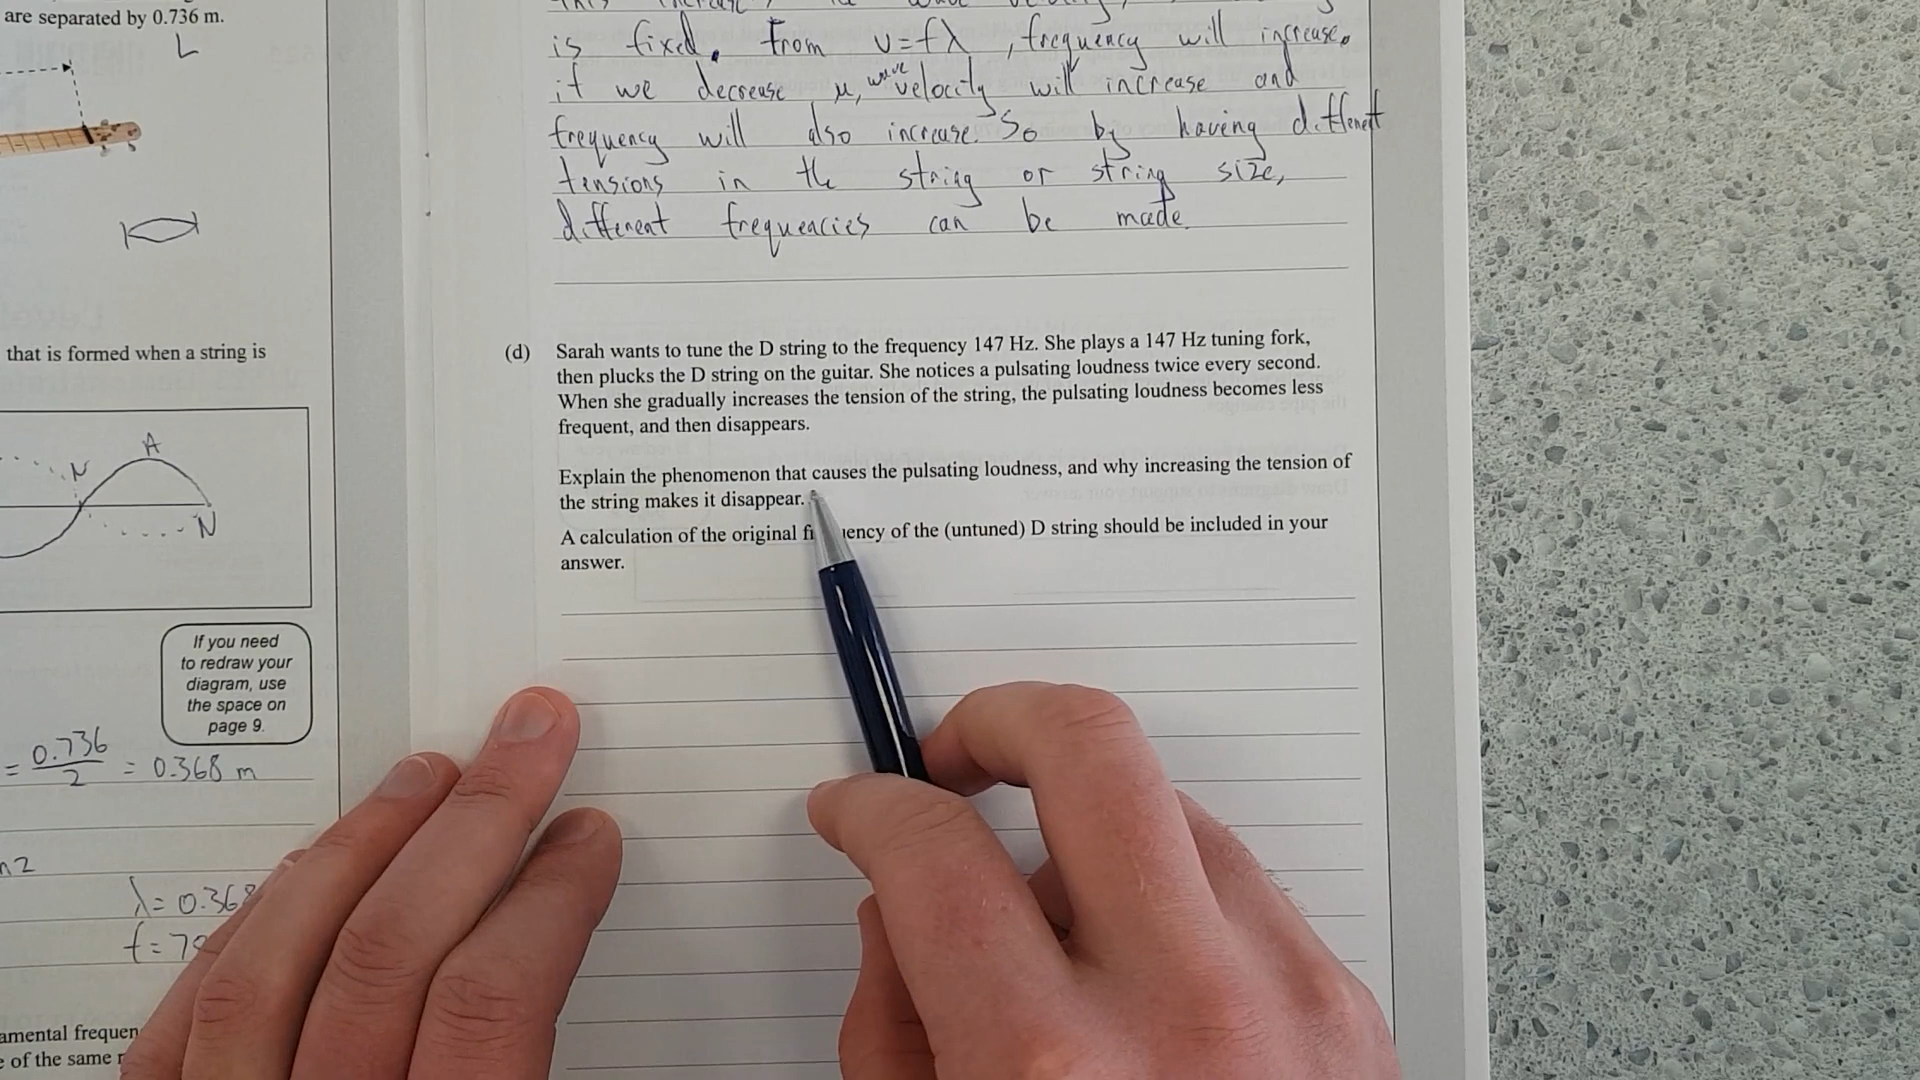 are separated by 0.736 m.
L
that is formed when a string is
A
N
N
If you need
to redraw your
diagram, use
the space on
page 9.
= 0.736 / 2 = 0.368 m
λ = 0.368
f = 7
amental frequen
of the same
is fixed. From v=fλ, frequency will increase.
if we decrease μ, wave velocity will increase and
frequency will also increase. So by having different
tensions in the string or string size,
different frequencies can be made.
(d) Sarah wants to tune the D string to the frequency 147 Hz. She plays a 147 Hz tuning fork,
then plucks the D string on the guitar. She notices a pulsating loudness twice every second.
When she gradually increases the tension of the string, the pulsating loudness becomes less
frequent, and then disappears.
Explain the phenomenon that causes the pulsating loudness, and why increasing the tension of
the string makes it disappear.
A calculation of the original f uency of the (untuned) D string should be included in your
answer.